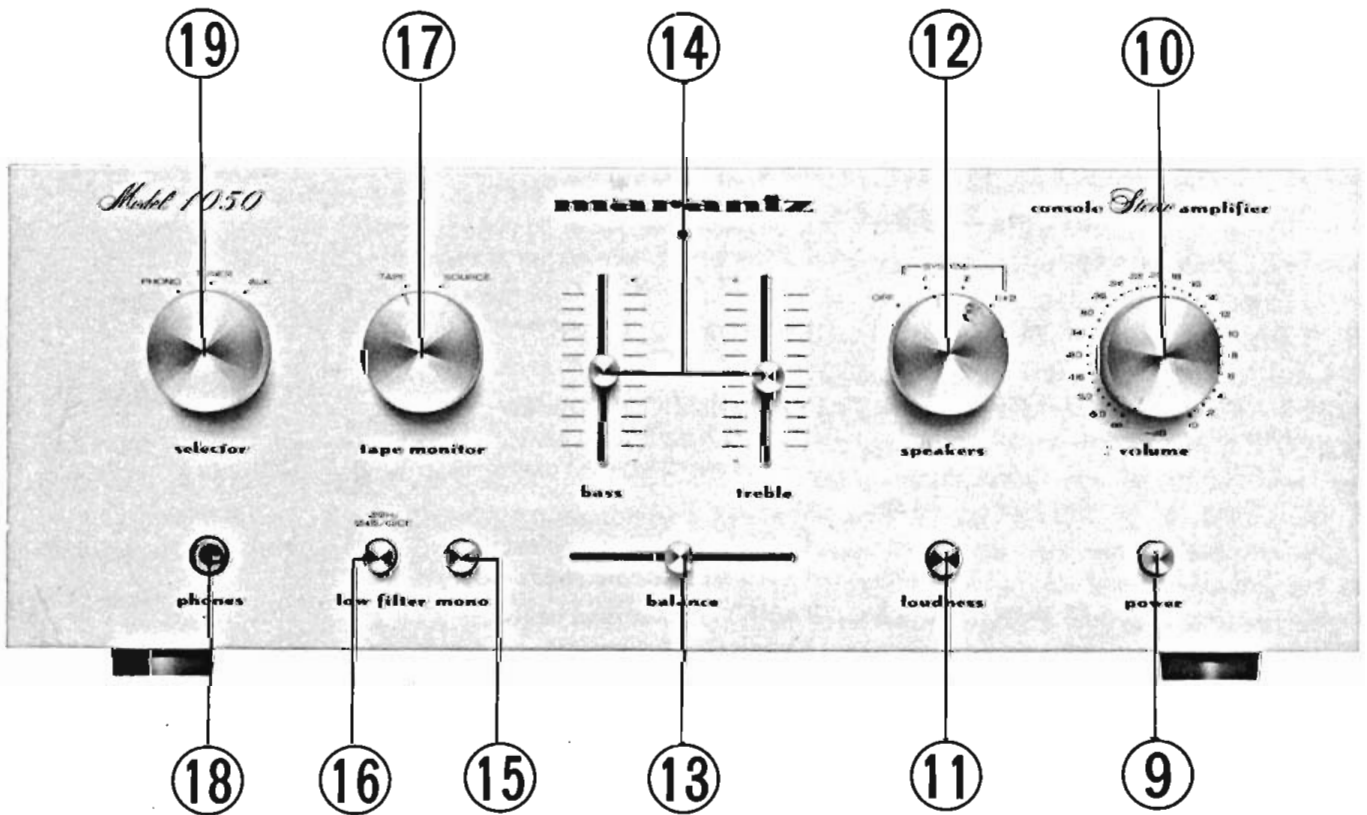 19 17 14 12 10
Model 1050
marantz
console Stereo amplifier
PHONO TUNER AUX
TAPE SOURCE
OFF SYSTEM 1+2
selector
tape monitor
bass
treble
speakers
volume
phones
low filter
mono
balance
loudness
power
18 16 15 13 11 9